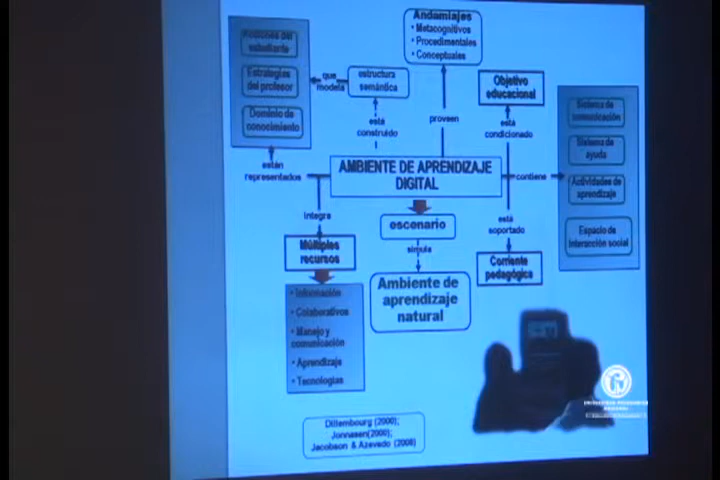 Andamiajes
• Metacognitivos
• Procedimentales
• Conceptuales
estudiante
Estrategias
del profesor
Dominio de
conocimiento
que
modela
estructura
semántica
Objetivo
educacional
Sistema de
comunicación
Sistema de
ayuda
Actividades de
aprendizaje
Espacio de
interacción social
está
construido
proveen
está
condicionado
están
representados
AMBIENTE DE APRENDIZAJE
DIGITAL
contiene
integra
escenario
está
soportado
Múltiples
recursos
simula
Corriente
pedagógica
Ambiente de
aprendizaje
natural
• Información
• Colaborativos
• Manejo y
comunicación
• Aprendizaje
• Tecnologías
Dillembourg (2000);
Jonnasen(2000);
Jacobson & Azevedo (2008)
UNIVERSIDAD PEDAGOGICA
NACIONAL